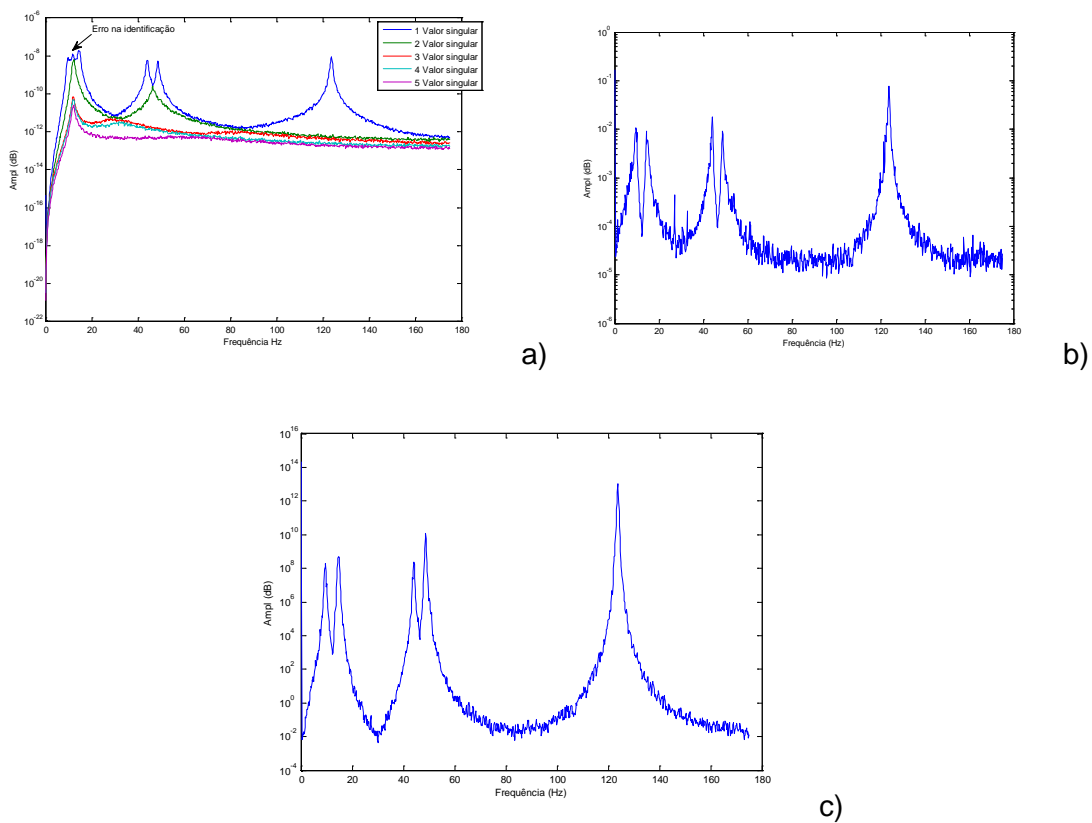 Erro na identificação
1 Valor singular
2 Valor singular
3 Valor singular
4 Valor singular
5 Valor singular
Ampl (dB)
10^-6
10^-8
10^-10
10^-12
10^-14
10^-16
10^-18
10^-20
10^-22
0 20 40 60 80 100 120 140 160 180
Frequência Hz
a)
Ampl (dB)
10^0
10^-1
10^-2
10^-3
10^-4
10^-5
10^-6
0 20 40 60 80 100 120 140 160 180
Frequência (Hz)
b)
Ampl (dB)
10^16
10^14
10^12
10^10
10^8
10^6
10^4
10^2
10^0
10^-2
10^-4
0 20 40 60 80 100 120 140 160 180
Frequência (Hz)
c)